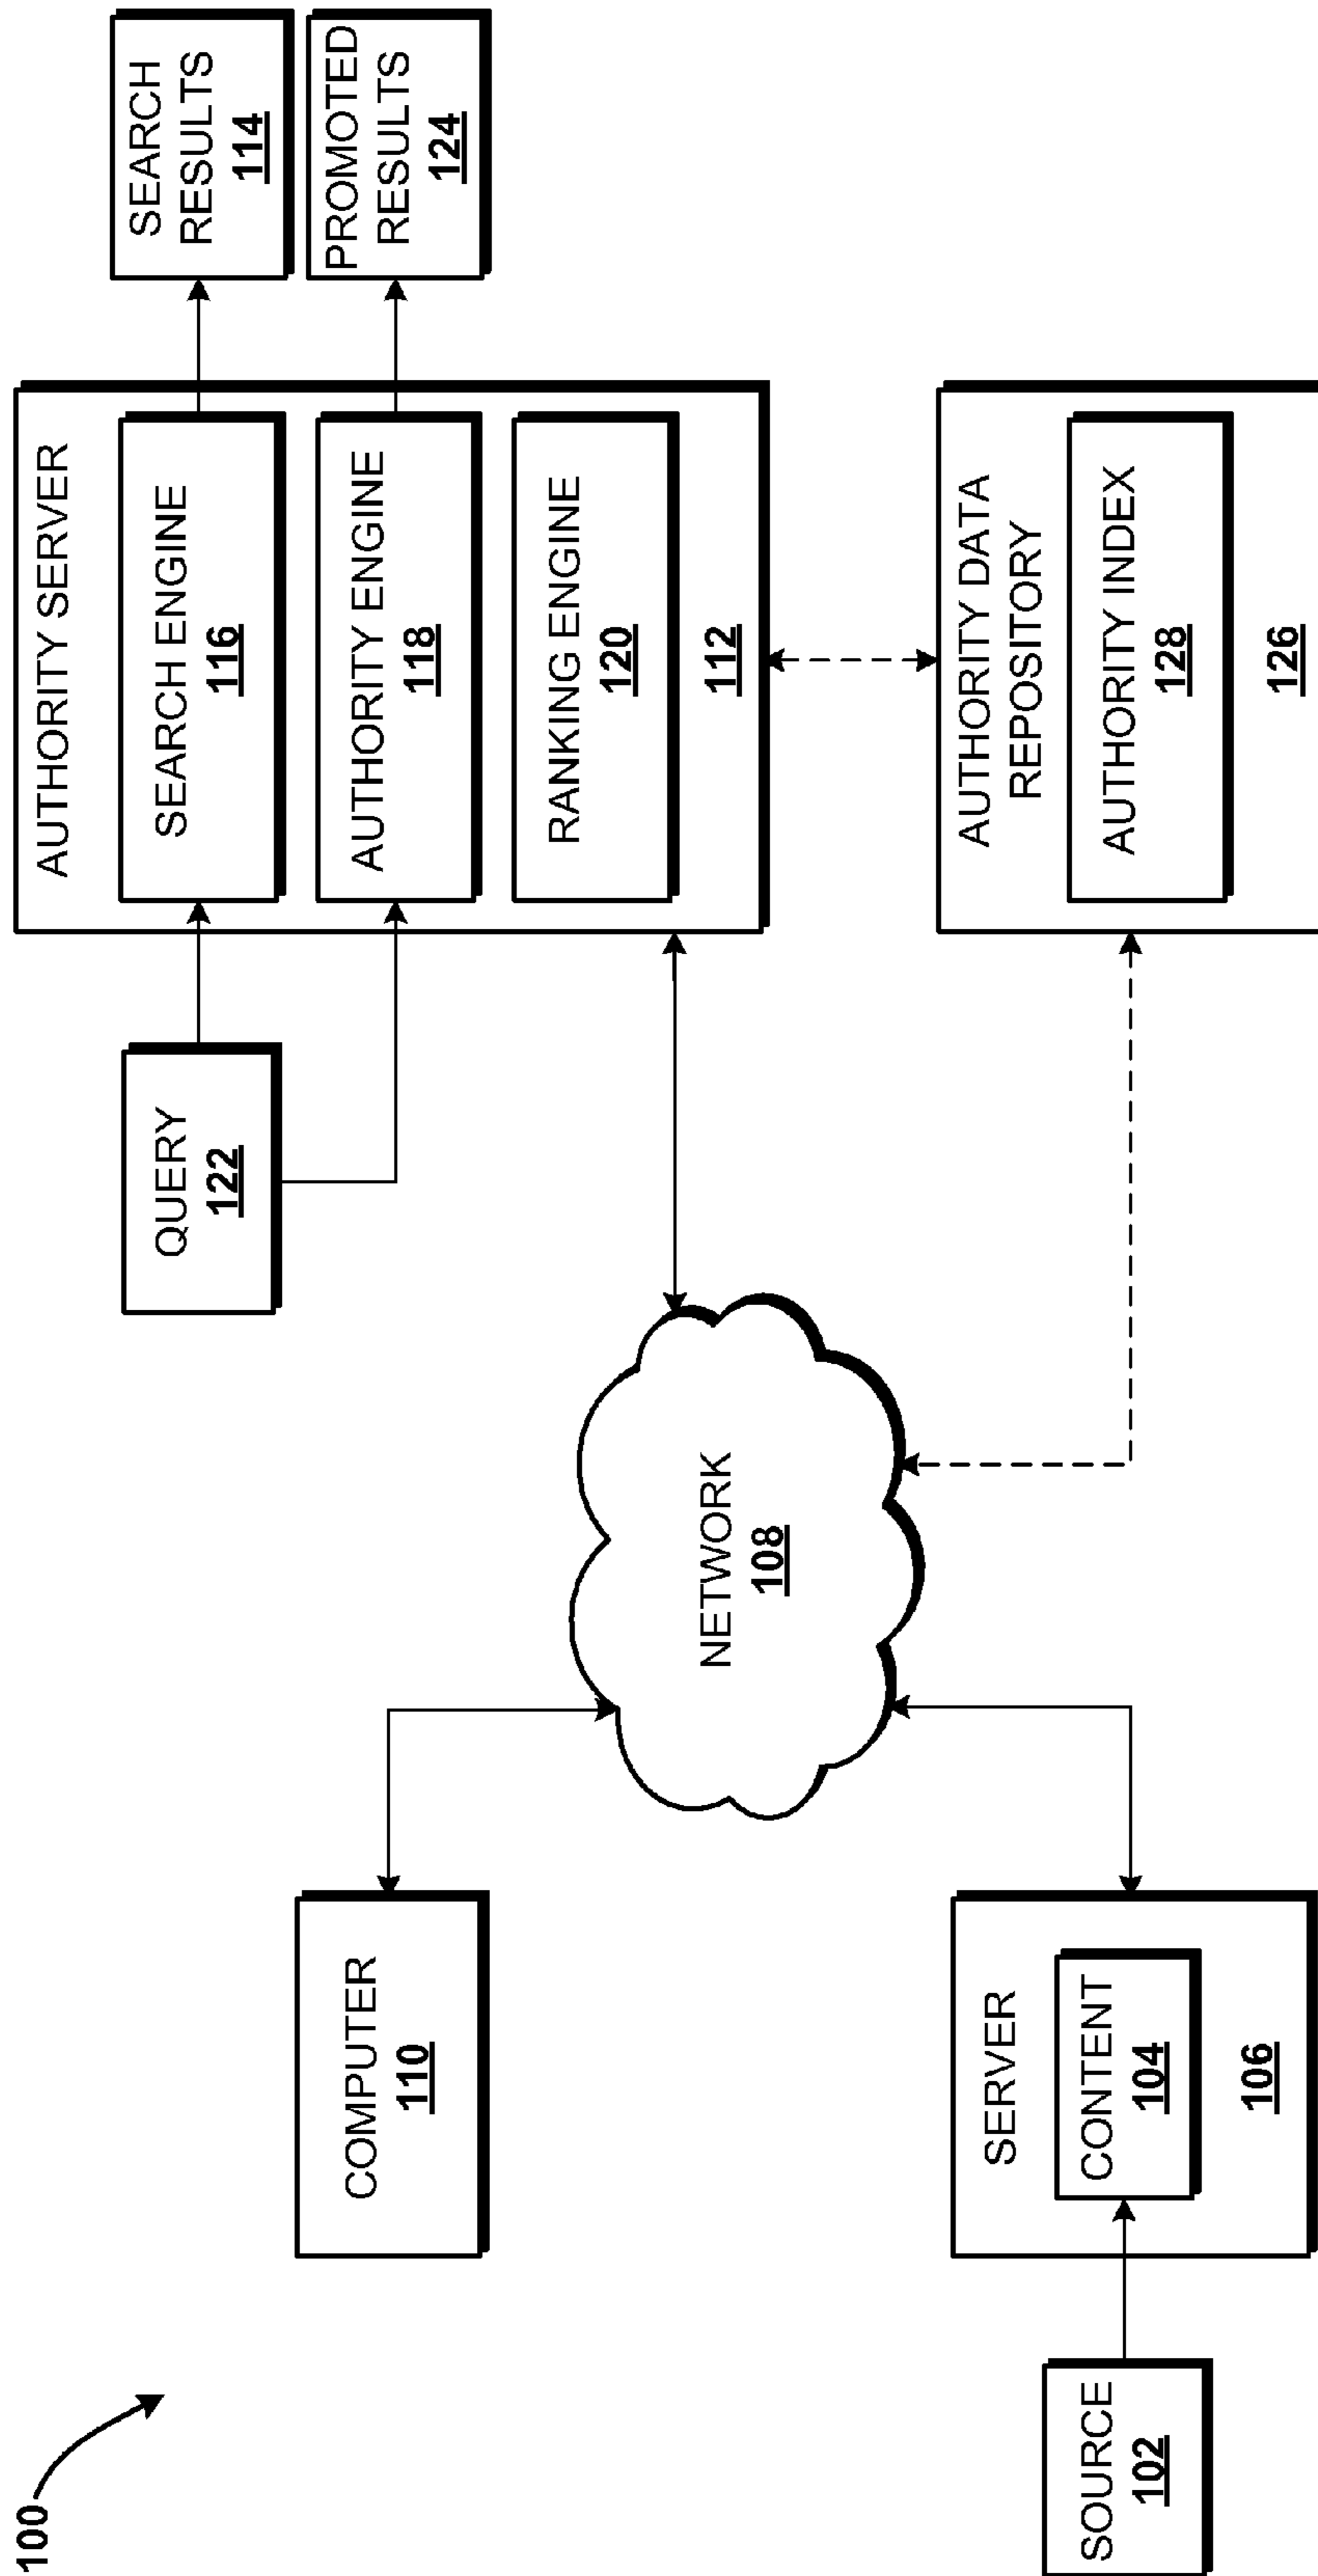 100
SOURCE
102
SERVER
CONTENT
104
106
COMPUTER
110
NETWORK
108
QUERY
122
AUTHORITY SERVER
SEARCH ENGINE
116
AUTHORITY ENGINE
118
RANKING ENGINE
120
112
AUTHORITY DATA
REPOSITORY
AUTHORITY INDEX
128
126
SEARCH
RESULTS
114
PROMOTED
RESULTS
124